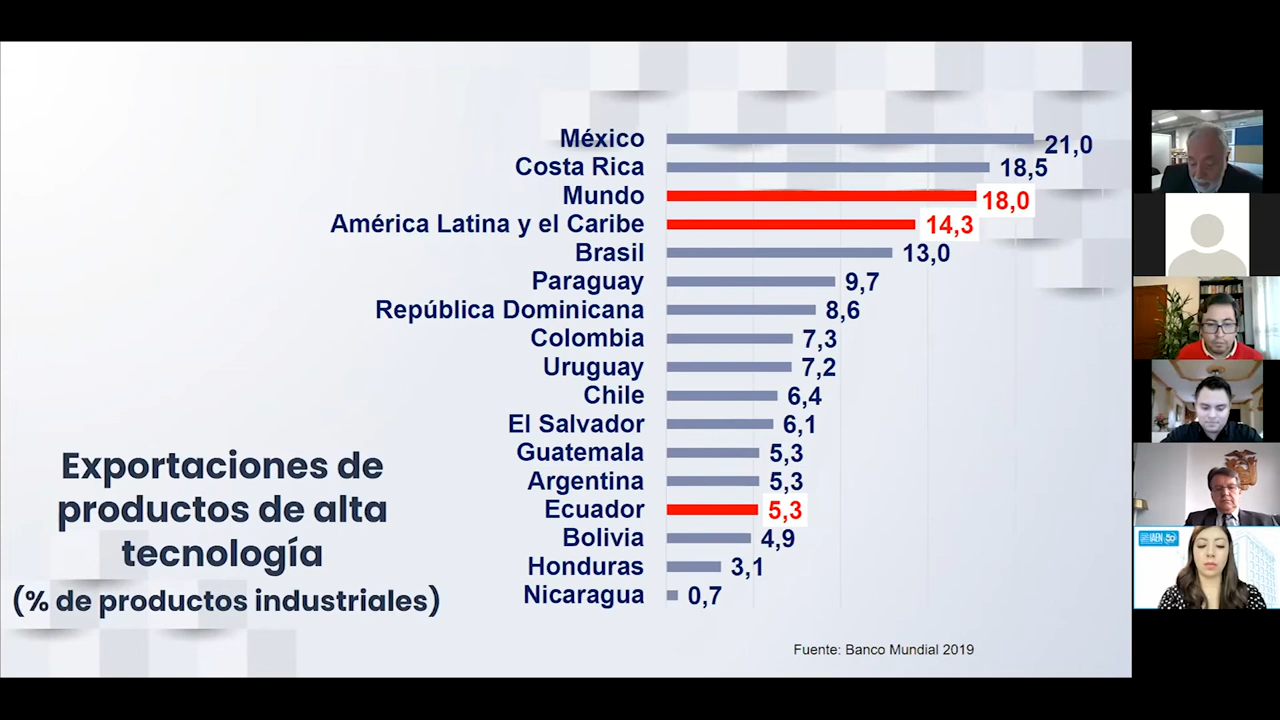 México 21,0
Costa Rica 18,5
Mundo 18,0
América Latina y el Caribe 14,3
Brasil 13,0
Paraguay 9,7
República Dominicana 8,6
Colombia 7,3
Uruguay 7,2
Chile 6,4
El Salvador 6,1
Guatemala 5,3
Argentina 5,3
Ecuador 5,3
Bolivia 4,9
Honduras 3,1
Nicaragua 0,7
Exportaciones de
productos de alta
tecnología
(% de productos industriales)
Fuente: Banco Mundial 2019
IAEN